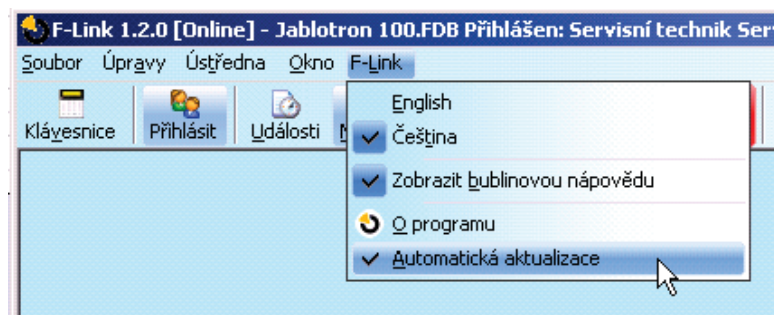 F-Link 1.2.0 [Online] - Jablotron 100.FDB Přihlášen: Servisní technik Ser
Soubor Úpravy Ústředna Okno F-Link
Klávesnice Přihlásit Události
English
Čeština
Zobrazit bublinovou nápovědu
O programu
Automatická aktualizace